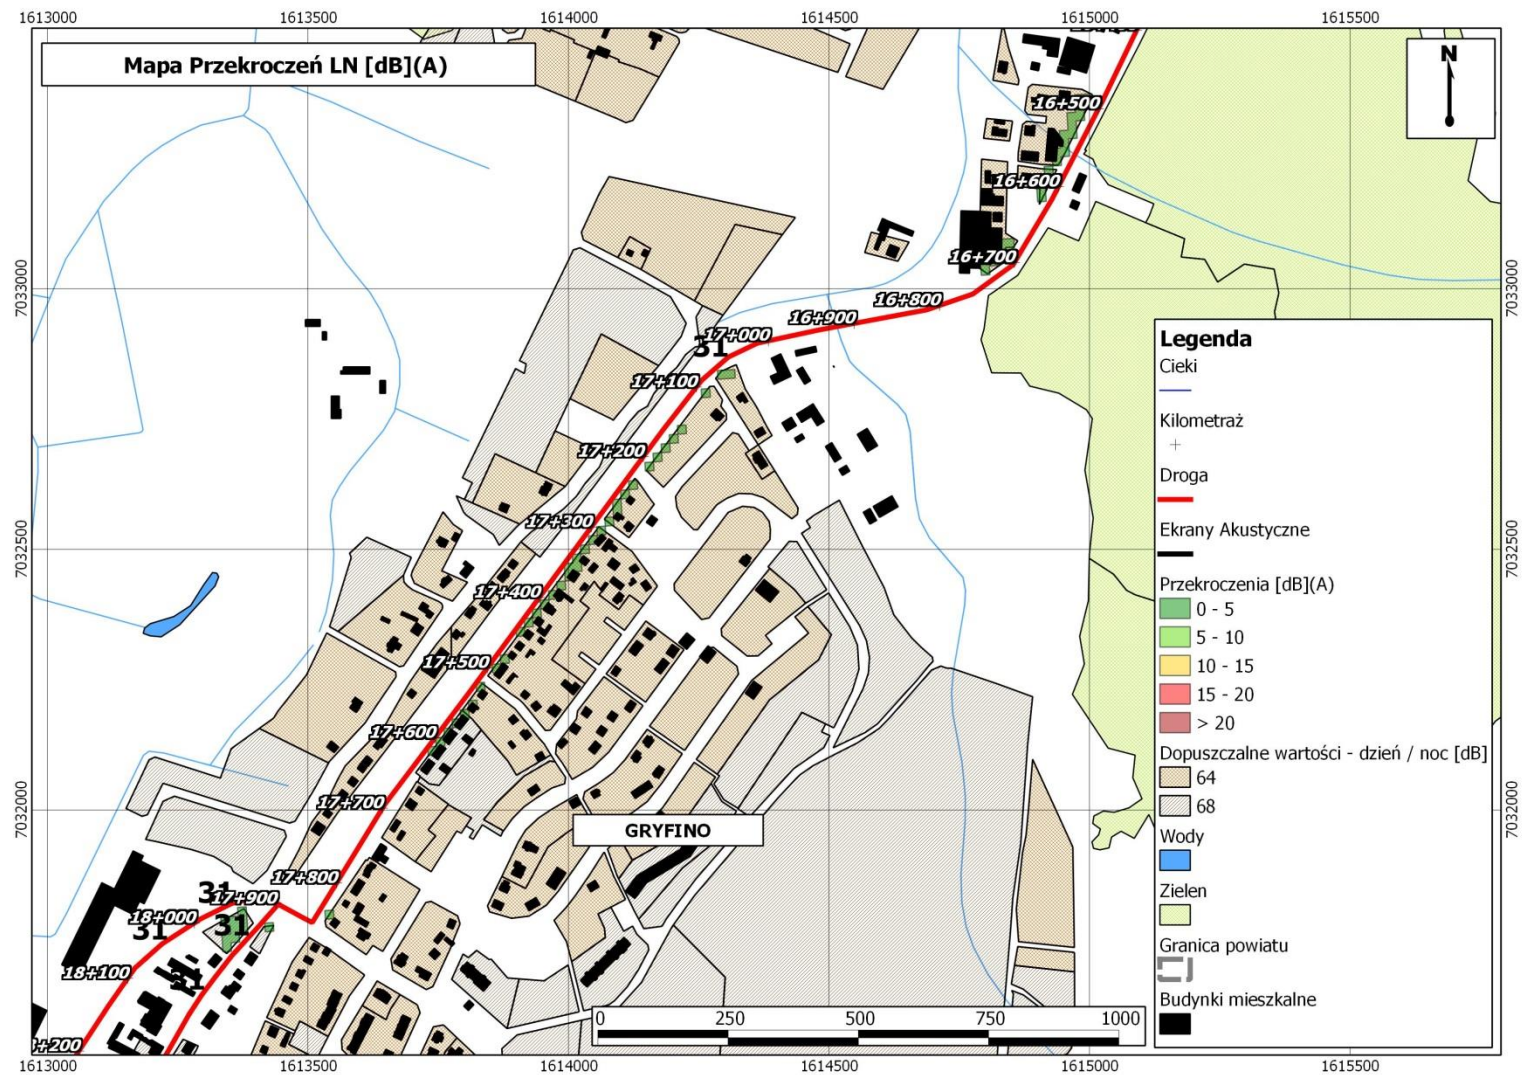 1613000 1613500 1614000 1614500 1615000 1615500
Mapa Przekroczeń LN [dB](A)
N
16+500
16+600
16+700
7033000 7033000
16+800
16+900
17+000
31
17+100
17+200
17+300
7032500 7032500
17+400
17+500
17+600
17+700
7032000 7032000
GRYFINO
17+800
31
17+900
18+000
31
31
18+100
31
+200
Legenda
Cieki
Kilometraż
Droga
Ekrany Akustyczne
Przekroczenia [dB](A)
0 - 5
5 - 10
10 - 15
15 - 20
> 20
Dopuszczalne wartości - dzień / noc [dB]
64
68
Wody
Zielen
Granica powiatu
Budynki mieszkalne
0 250 500 750 1000
1613000 1613500 1614000 1614500 1615000 1615500